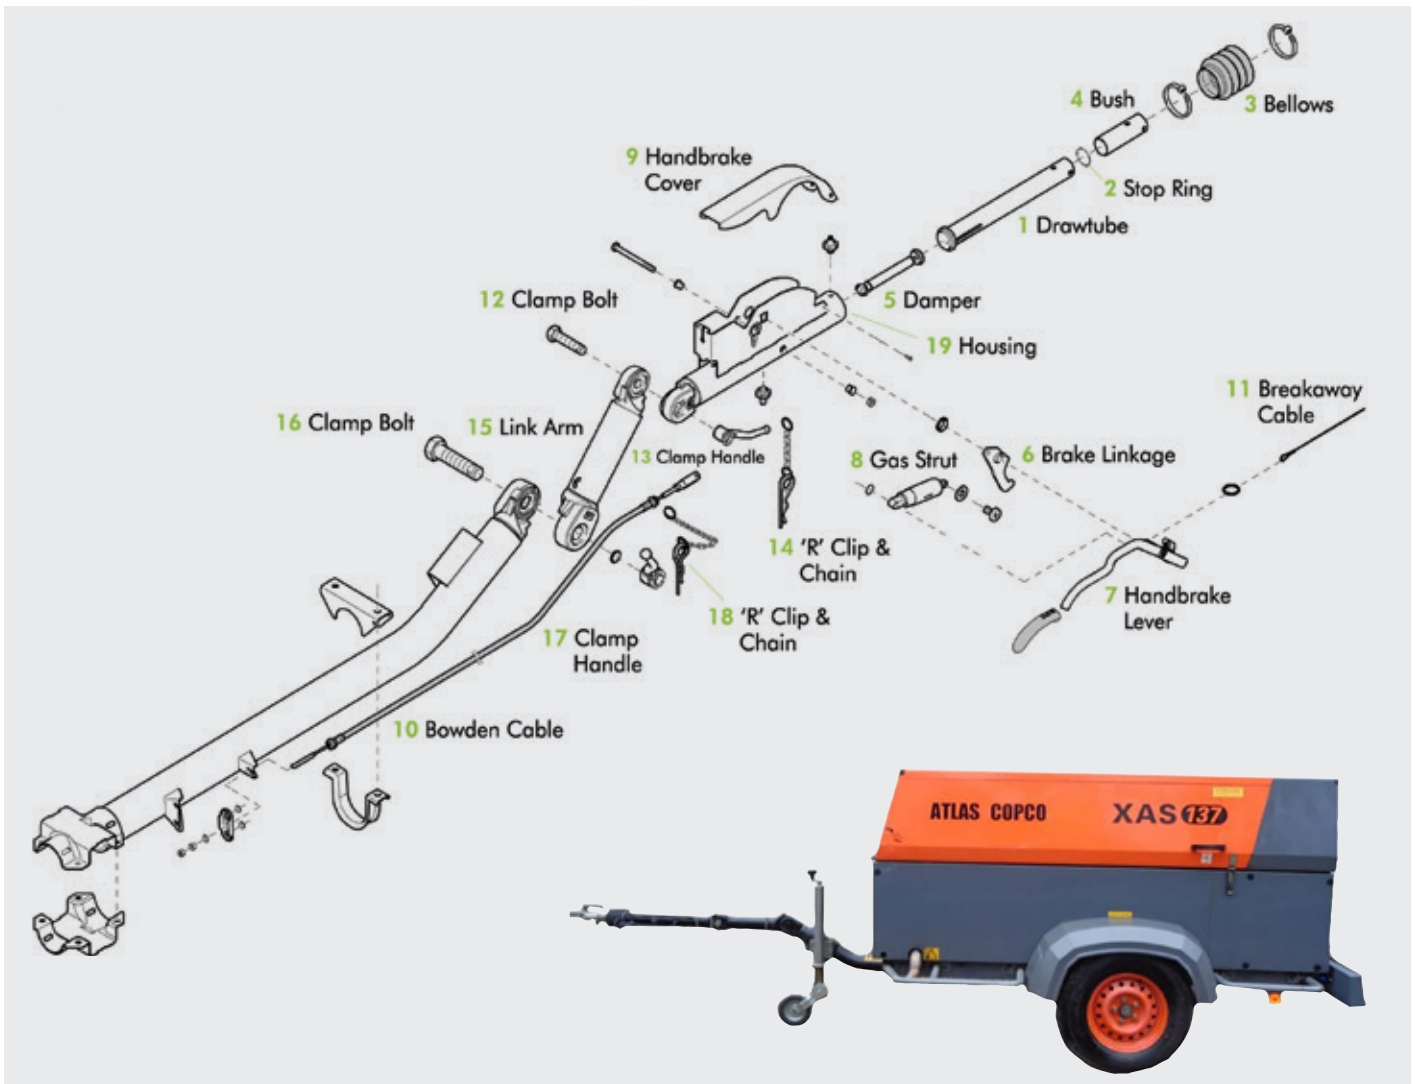 4 Bush
3 Bellows
9 Handbrake
Cover
2 Stop Ring
1 Drawtube
12 Clamp Bolt
5 Damper
19 Housing
11 Breakaway
Cable
16 Clamp Bolt
15 Link Arm
13 Clamp Handle
8 Gas Strut
6 Brake Linkage
14 ‘R’ Clip &
Chain
7 Handbrake
Lever
18 ‘R’ Clip &
Chain
17 Clamp
Handle
10 Bowden Cable
ATLAS COPCO
XAS 137